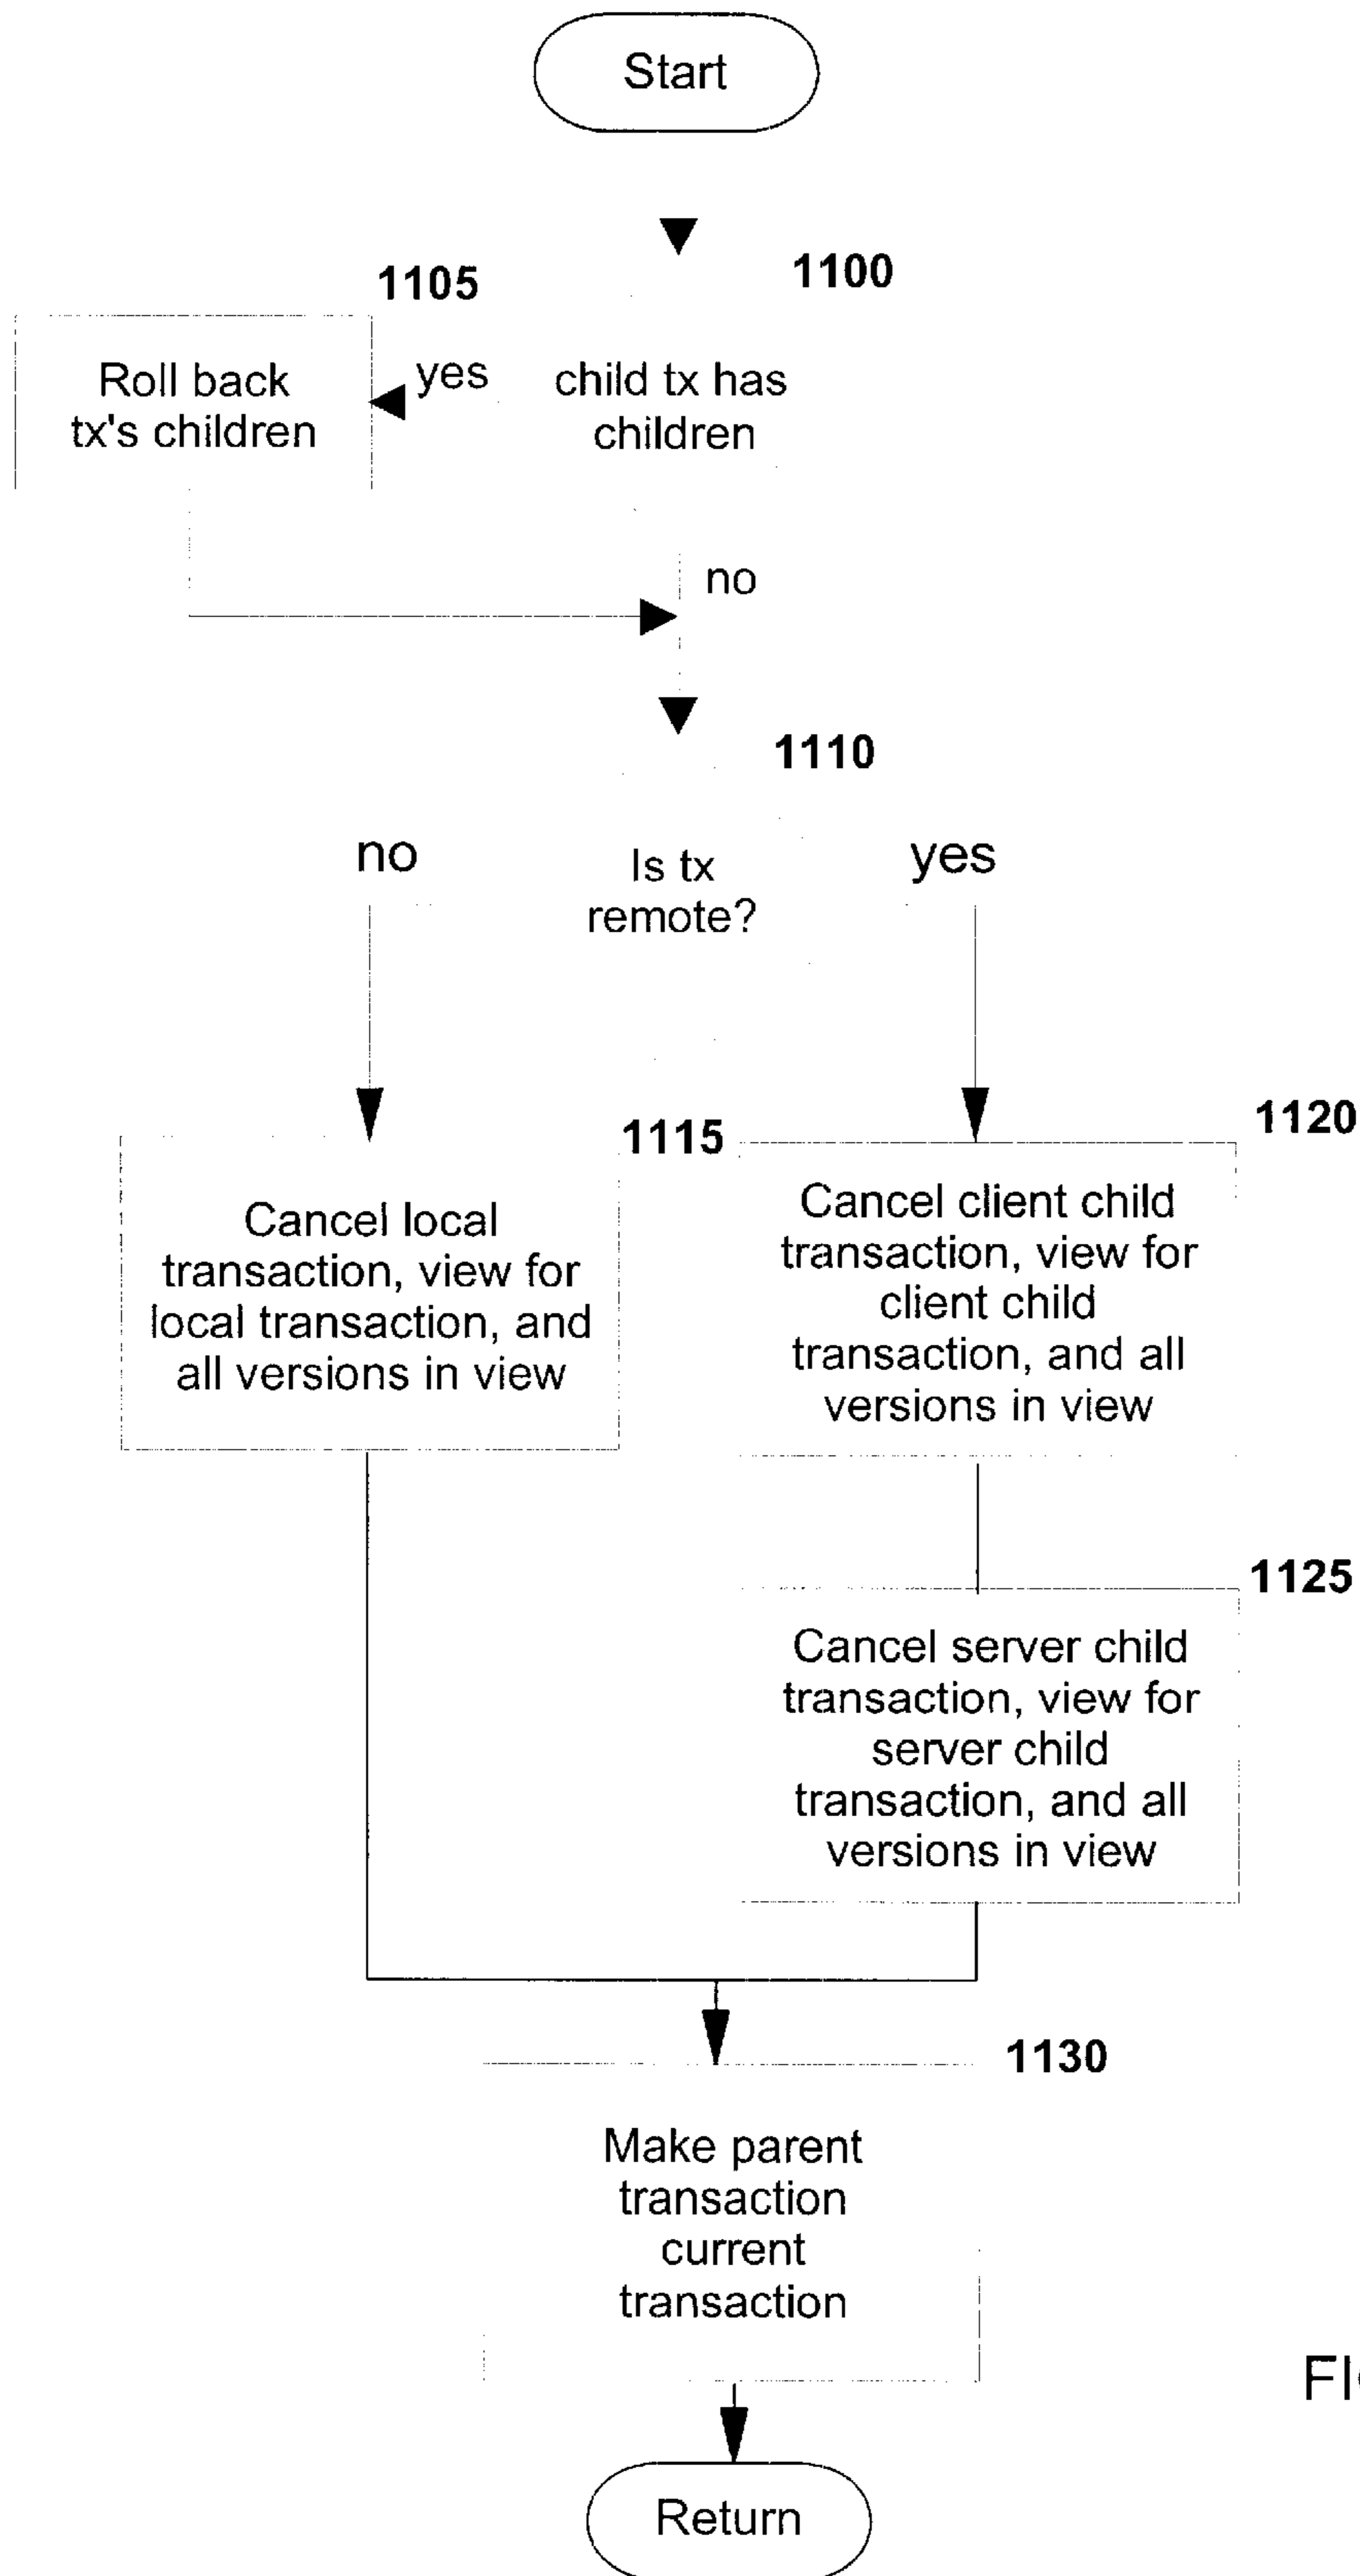 Start
1100
1105
Roll back
tx's children
yes
child tx has
children
no
1110
no
Is tx
remote?
yes
1115
1120
Cancel local
transaction, view for
local transaction, and
all versions in view
Cancel client child
transaction, view for
client child
transaction, and all
versions in view
1125
Cancel server child
transaction, view for
server child
transaction, and all
versions in view
1130
Make parent
transaction
current
transaction
Return